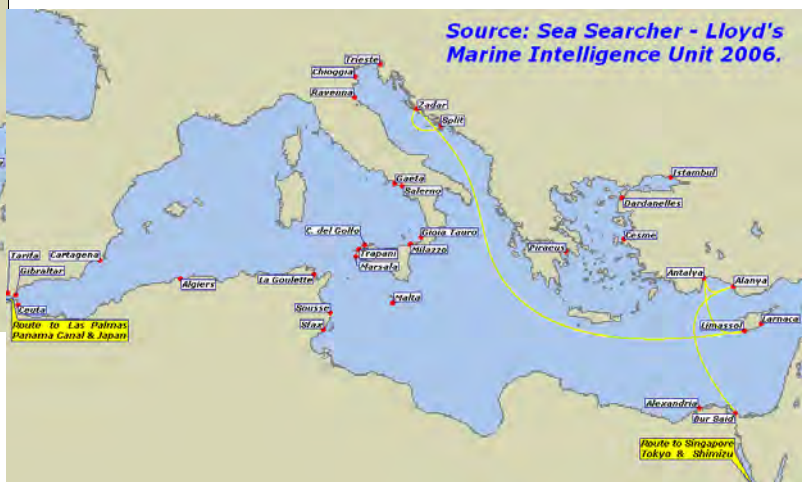 Source: Sea Searcher - Lloyd's
Marine Intelligence Unit 2006.
Trieste
Chioggia
Ravenna
Zadar
Split
Istambul
Dardanelles
Gaeta
Salerno
C. del Golfo
Gioia Tauro
Cesme
Tarifa
Cartagena
Trapani
Milazzo
Piraeus
Marsala
Gibraltar
Algiers
La Goulette
Antalya
Alanya
Ceuta
Malta
Sousse
Sfax
Limassol
Larnaca
Route to Las Palmas
Panama Canal & Japan
Alexandria
Bur Said
Route to Singapore
Tokyo & Shimizu